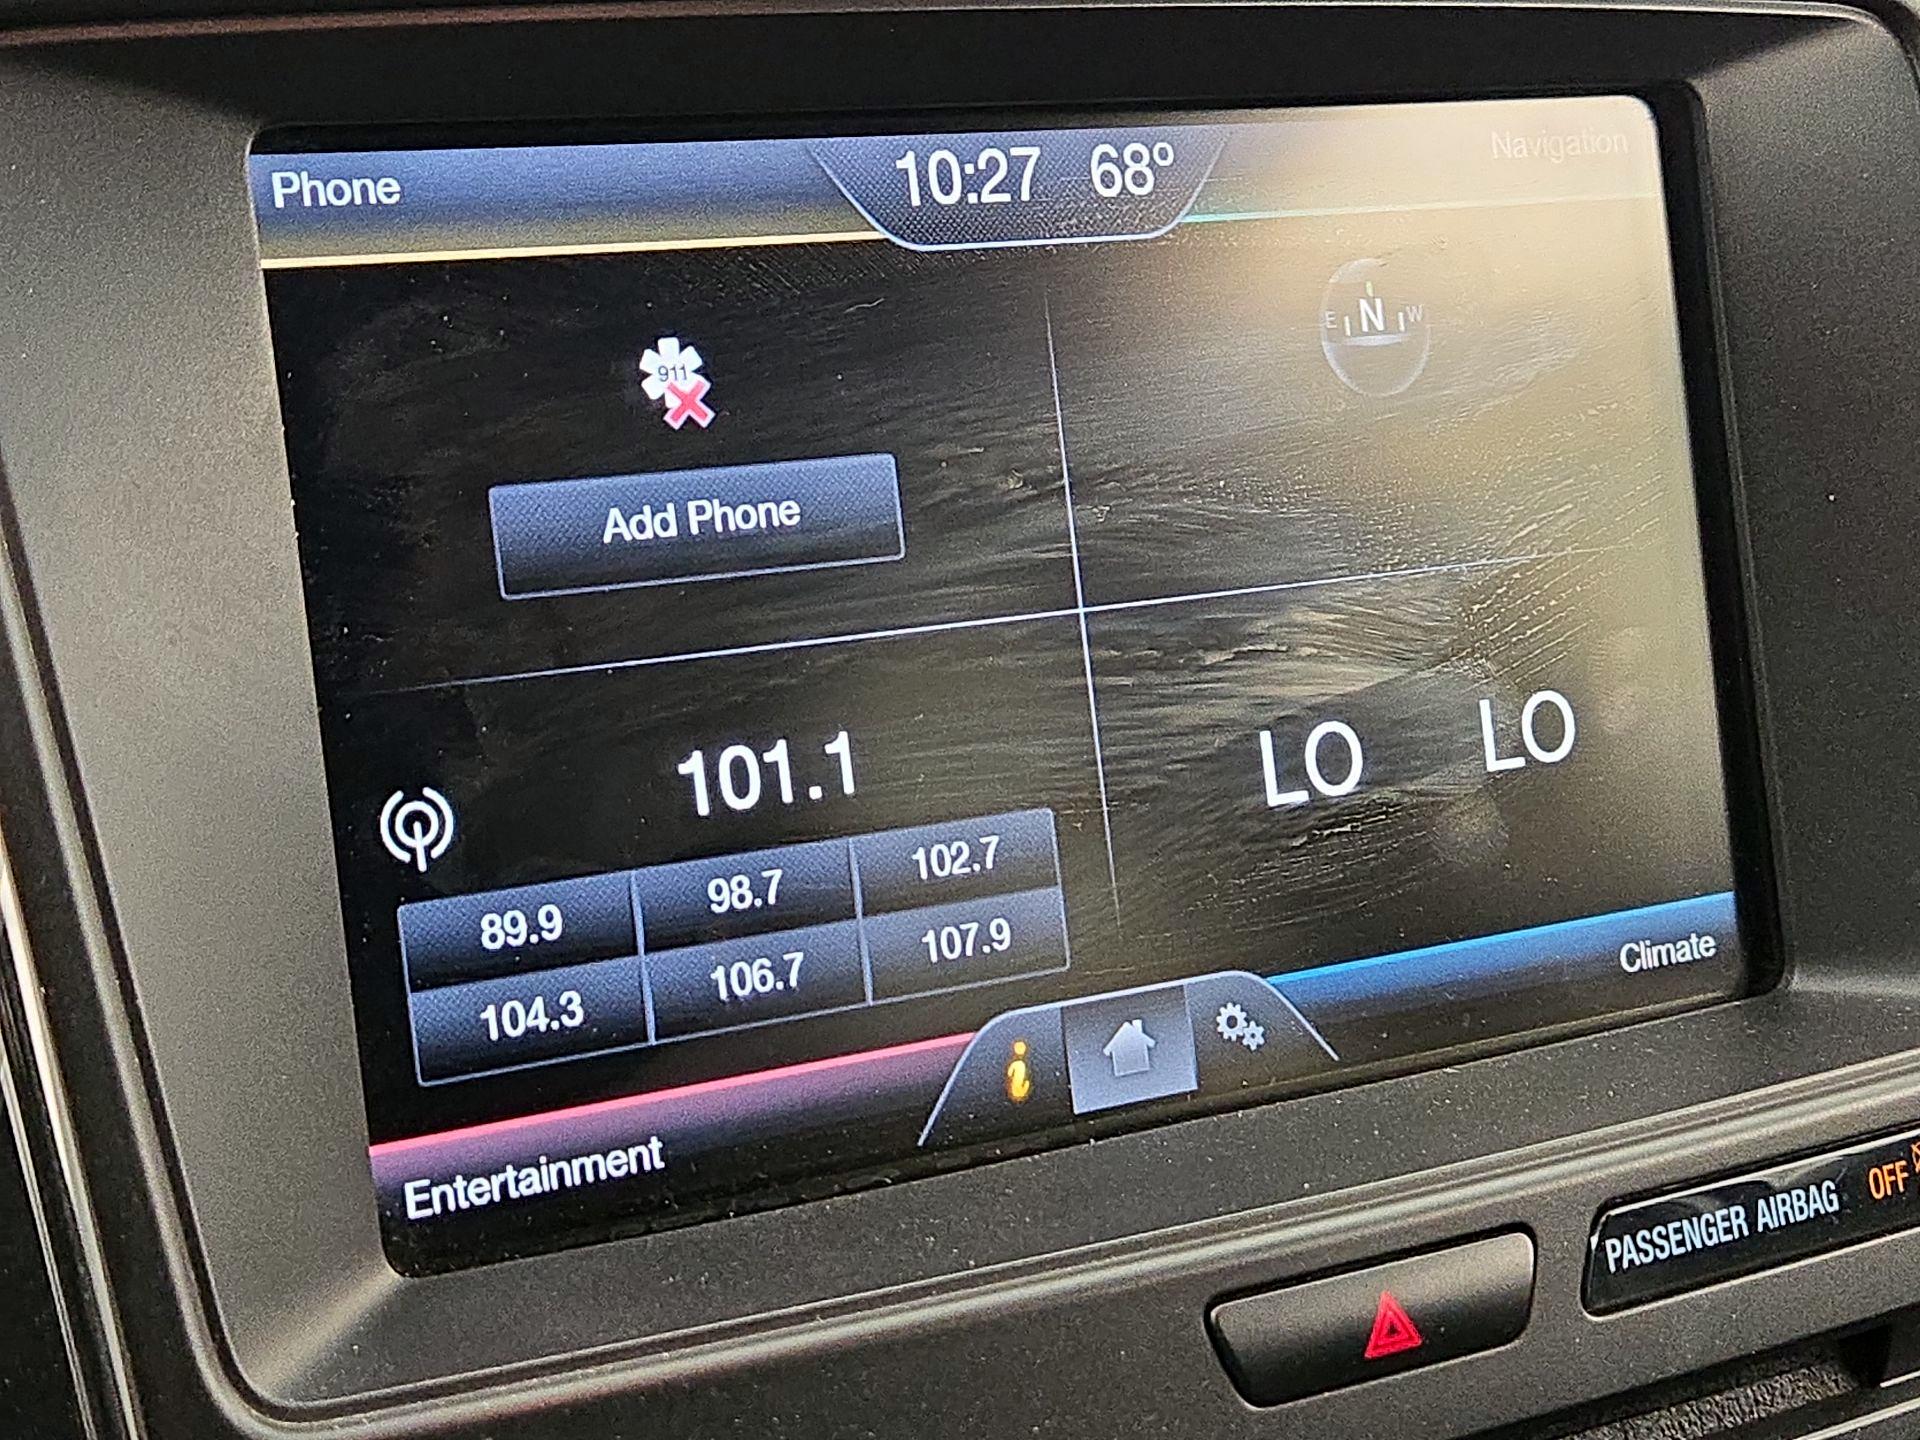 Phone
10:27 68°
Navigation
911
E N W
Add Phone
101.1
LO LO
89.9 98.7 102.7
104.3 106.7 107.9
Climate
i
Entertainment
PASSENGER AIRBAG OFF